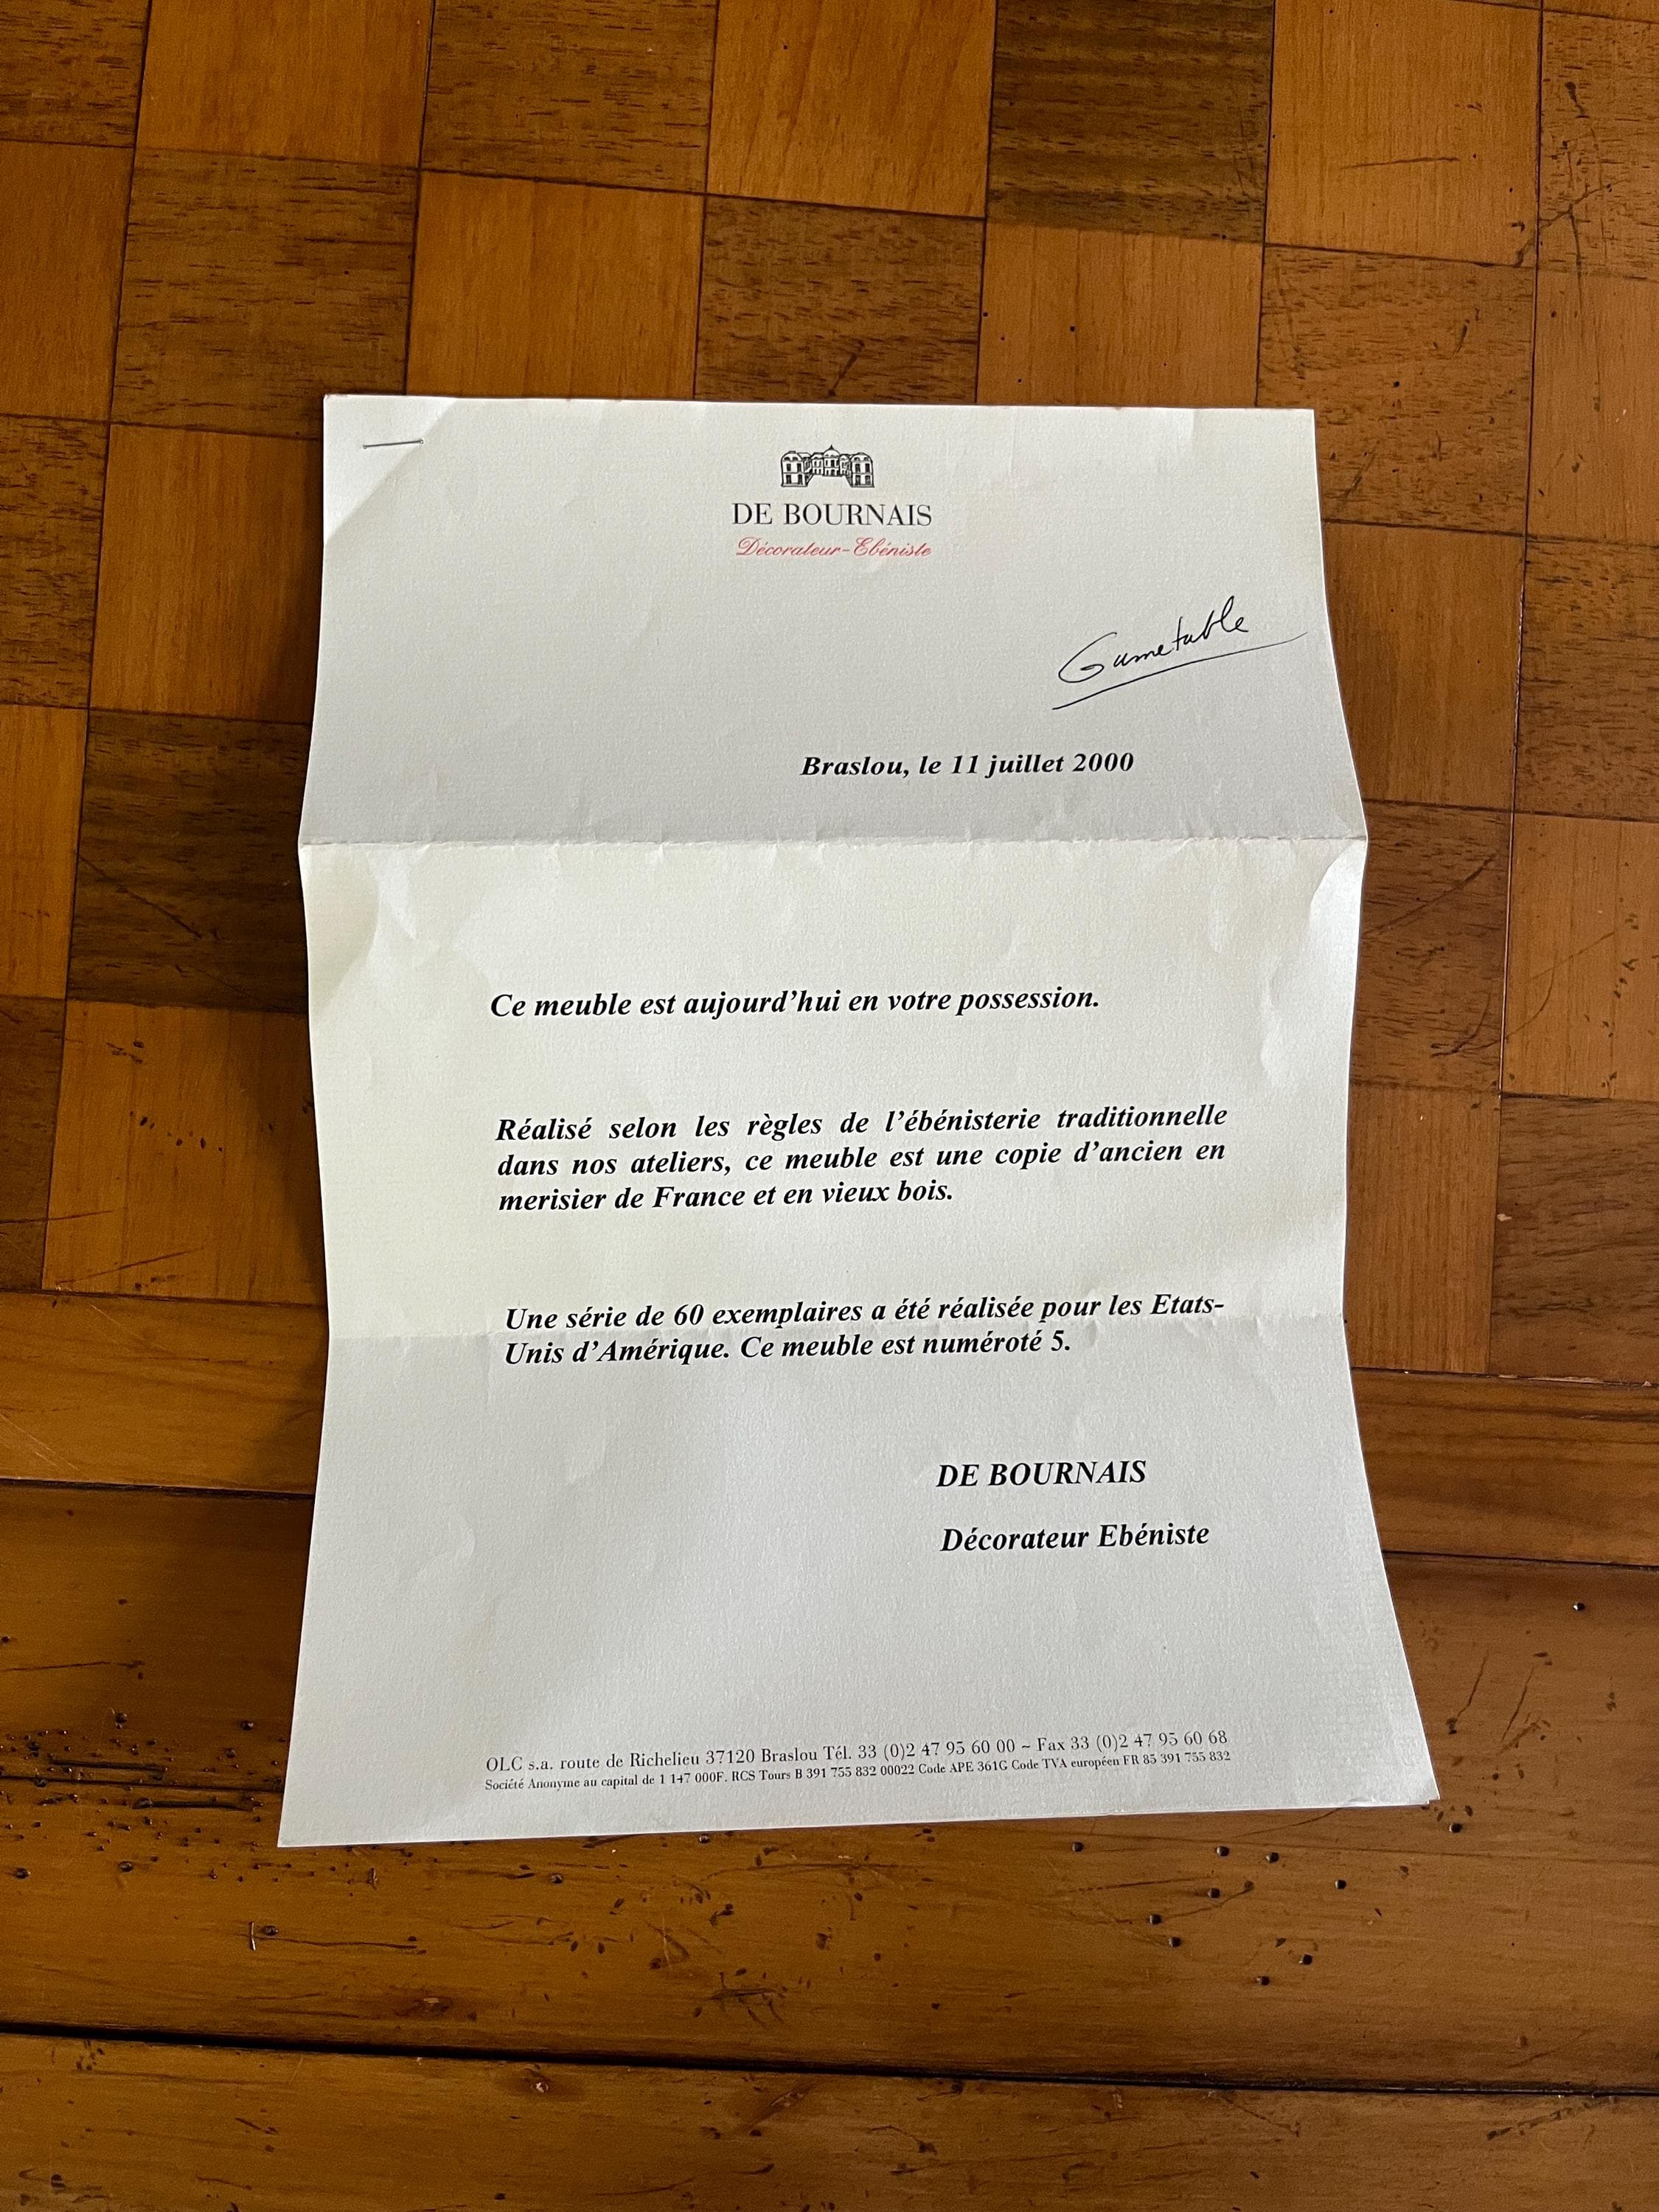 DE BOURNAIS
Décorateur-Ebéniste
Gametable
Braslou, le 11 juillet 2000
Ce meuble est aujourd'hui en votre possession.
Réalisé selon les règles de l'ébénisterie traditionnelle
dans nos ateliers, ce meuble est une copie d'ancien en
merisier de France et en vieux bois.
Une série de 60 exemplaires a été réalisée pour les Etats-
Unis d'Amérique. Ce meuble est numéroté 5.
DE BOURNAIS
Décorateur Ebéniste
OLC s.a. route de Richelieu 37120 Braslou Tél. 33 (0)2 47 95 60 00 ~ Fax 33 (0)2 47 95 60 68
Société Anonyme au capital de 1 147 000F. RCS Tours B 391 755 832 00022 Code APE 361G Code TVA européen FR 85 391 755 832